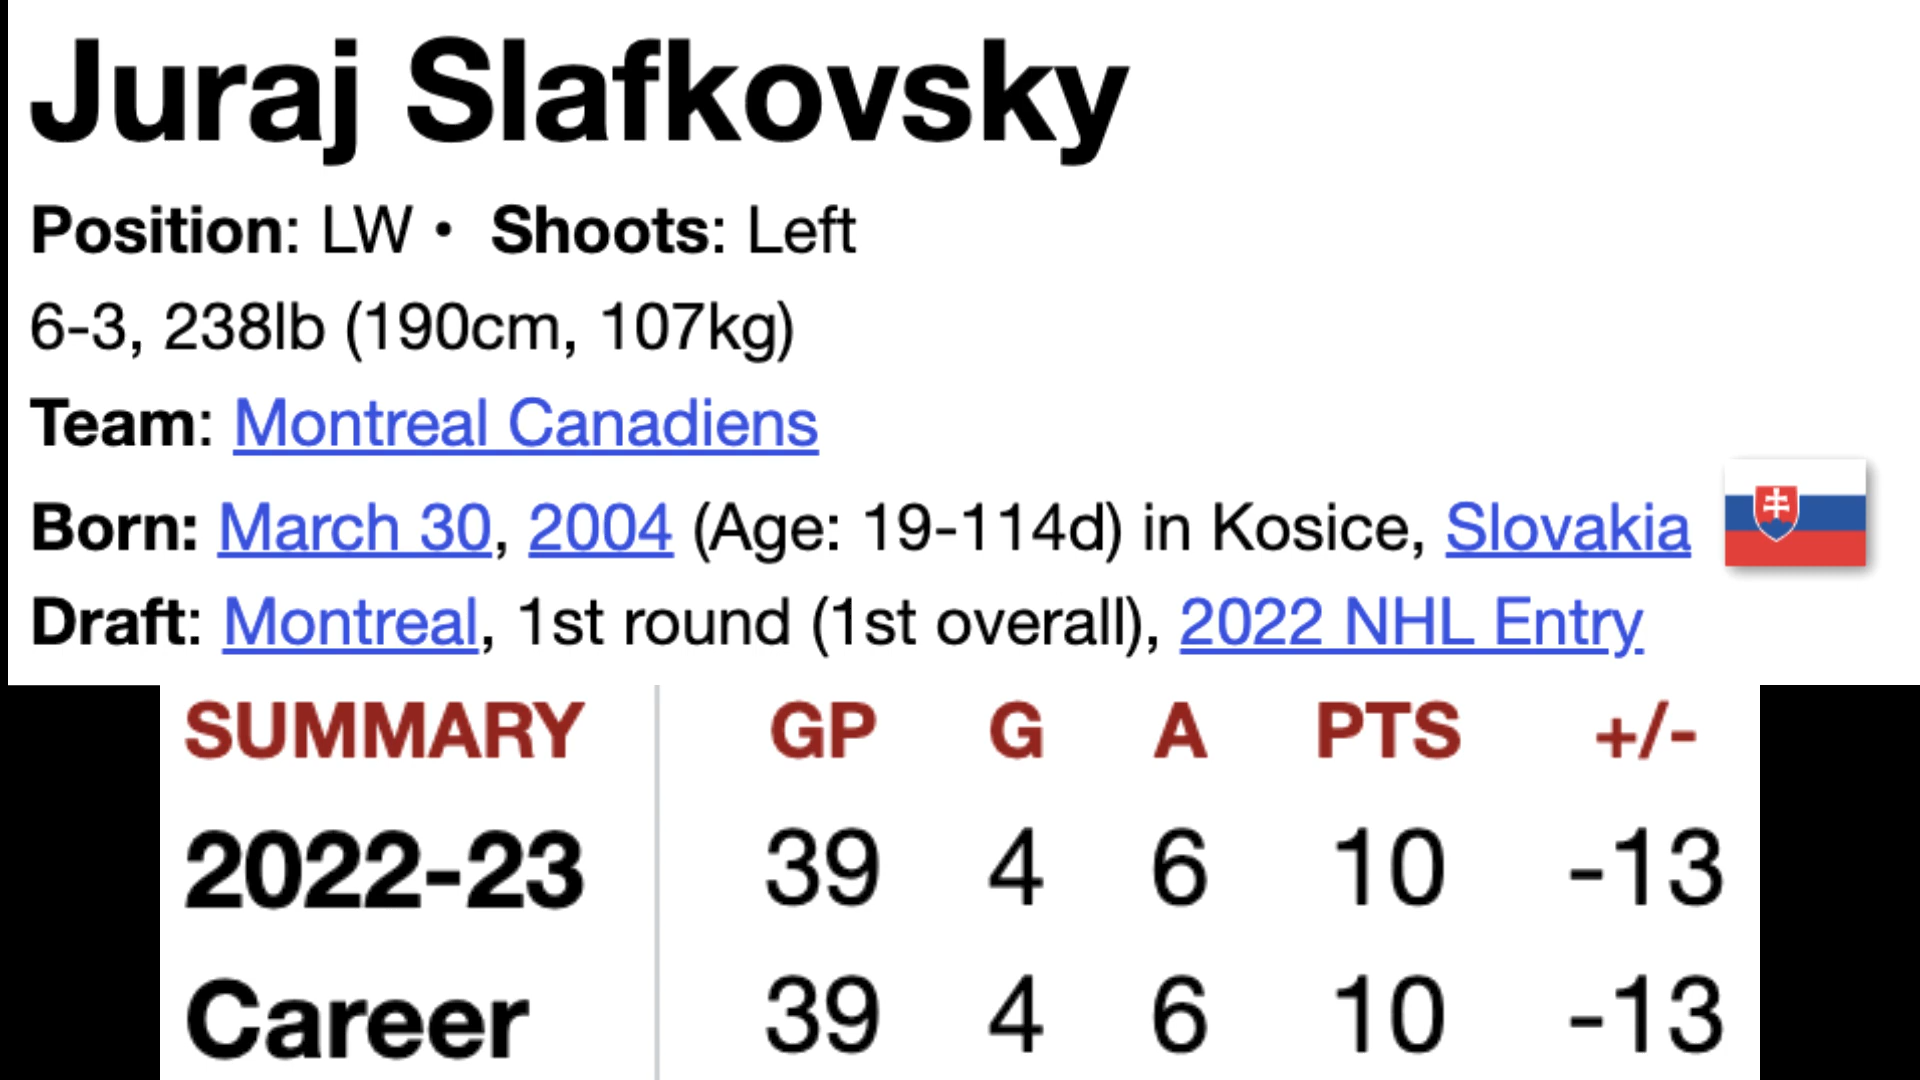 Juraj Slafkovsky
Position: LW • Shoots: Left
6-3, 238lb (190cm, 107kg)
Team: Montreal Canadiens
Born: March 30, 2004 (Age: 19-114d) in Kosice, Slovakia
Draft: Montreal, 1st round (1st overall), 2022 NHL Entry
SUMMARY GP G A PTS +/-
2022-23 39 4 6 10 -13
Career 39 4 6 10 -13